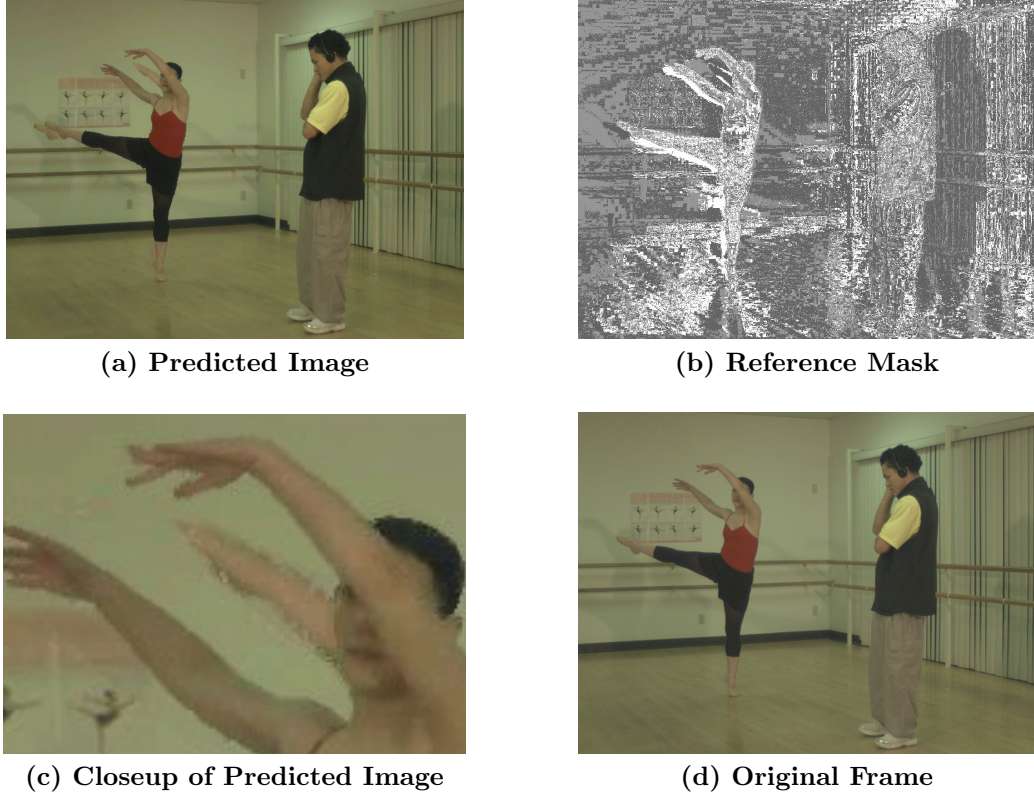 (a) Predicted Image
(b) Reference Mask
(c) Closeup of Predicted Image
(d) Original Frame